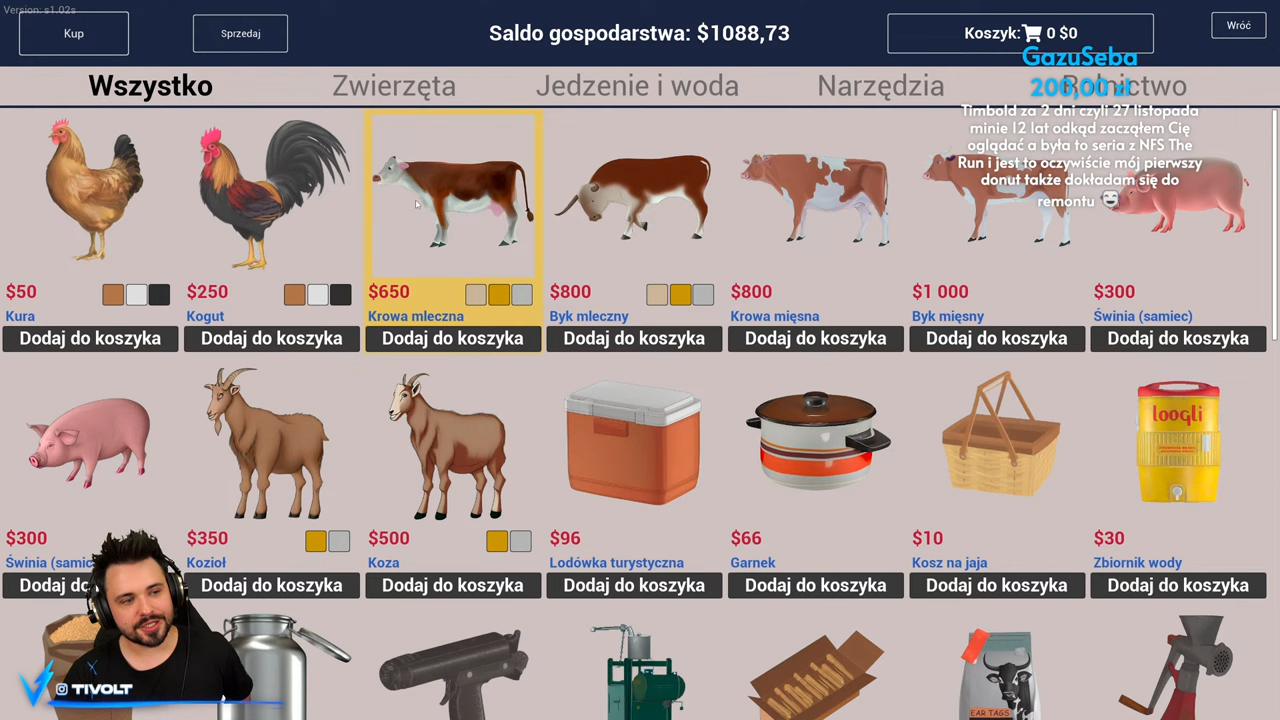 Version: s1.02s
Kup
Sprzedaj
Saldo gospodarstwa: $1088,73
Koszyk: 0 $0
Wróć
Wszystko
Zwierzęta
Jedzenie i woda
Narzędzia
Rolnictwo
GazuSeba
200,00 zł
Timbold za 2 dni czyli 27 listopada
minie 12 lat odkąd zacząłem Cię
oglądać a była to seria z NFS The
Run i jest to oczywiście mój pierwszy
donut także dokładam się do
remontu
$50
Kura
Dodaj do koszyka
$250
Kogut
Dodaj do koszyka
$650
Krowa mleczna
Dodaj do koszyka
$800
Byk mleczny
Dodaj do koszyka
$800
Krowa mięsna
Dodaj do koszyka
$1 000
Byk mięsny
Dodaj do koszyka
$300
Świnia (samiec)
Dodaj do koszyka
$300
Świnia (samic
Dodaj do k
$350
Kozioł
Dodaj do koszyka
$500
Koza
Dodaj do koszyka
$96
Lodówka turystyczna
Dodaj do koszyka
$66
Garnek
Dodaj do koszyka
$10
Kosz na jaja
Dodaj do koszyka
looqli
$30
Zbiornik wody
Dodaj do koszyka
EAR TAGS
TIVOLT